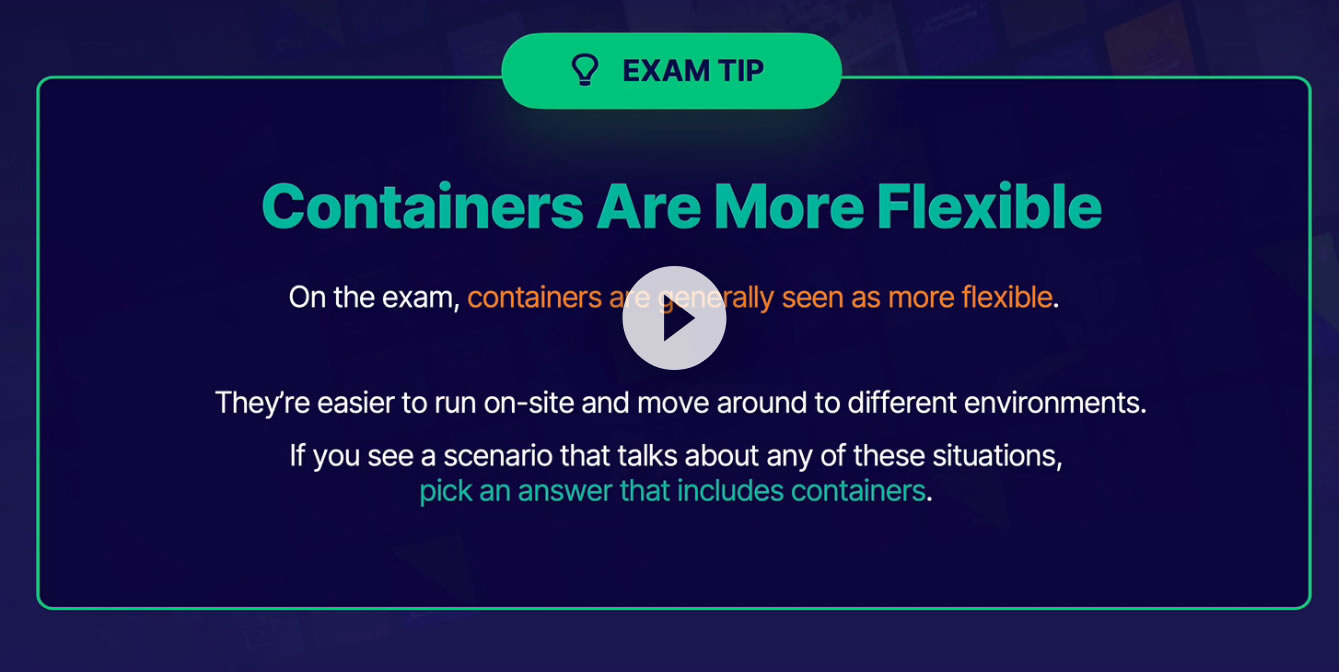 EXAM TIP
Containers Are More Flexible
On the exam, containers are generally seen as more flexible.
They're easier to run on-site and move around to different environments.
If you see a scenario that talks about any of these situations,
pick an answer that includes containers.